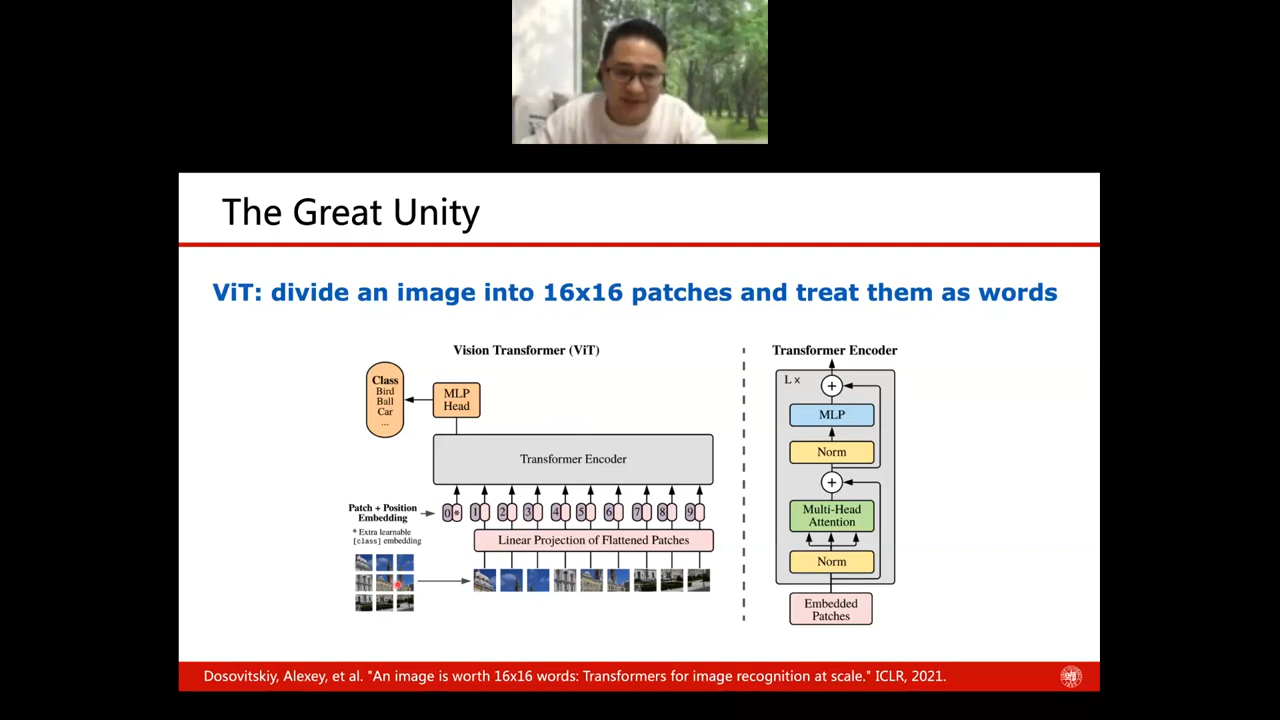 The Great Unity
ViT: divide an image into 16x16 patches and treat them as words
Vision Transformer (ViT)
Class
Bird
Ball
Car
...
MLP
Head
Transformer Encoder
Patch + Position
Embedding
* Extra learnable
[class] embedding
0 * 1 2 3 4 5 6 7 8 9
Linear Projection of Flattened Patches
Transformer Encoder
L x
+
MLP
Norm
+
Multi-Head
Attention
Norm
Embedded
Patches
Dosovitskiy, Alexey, et al. "An image is worth 16x16 words: Transformers for image recognition at scale." ICLR, 2021.